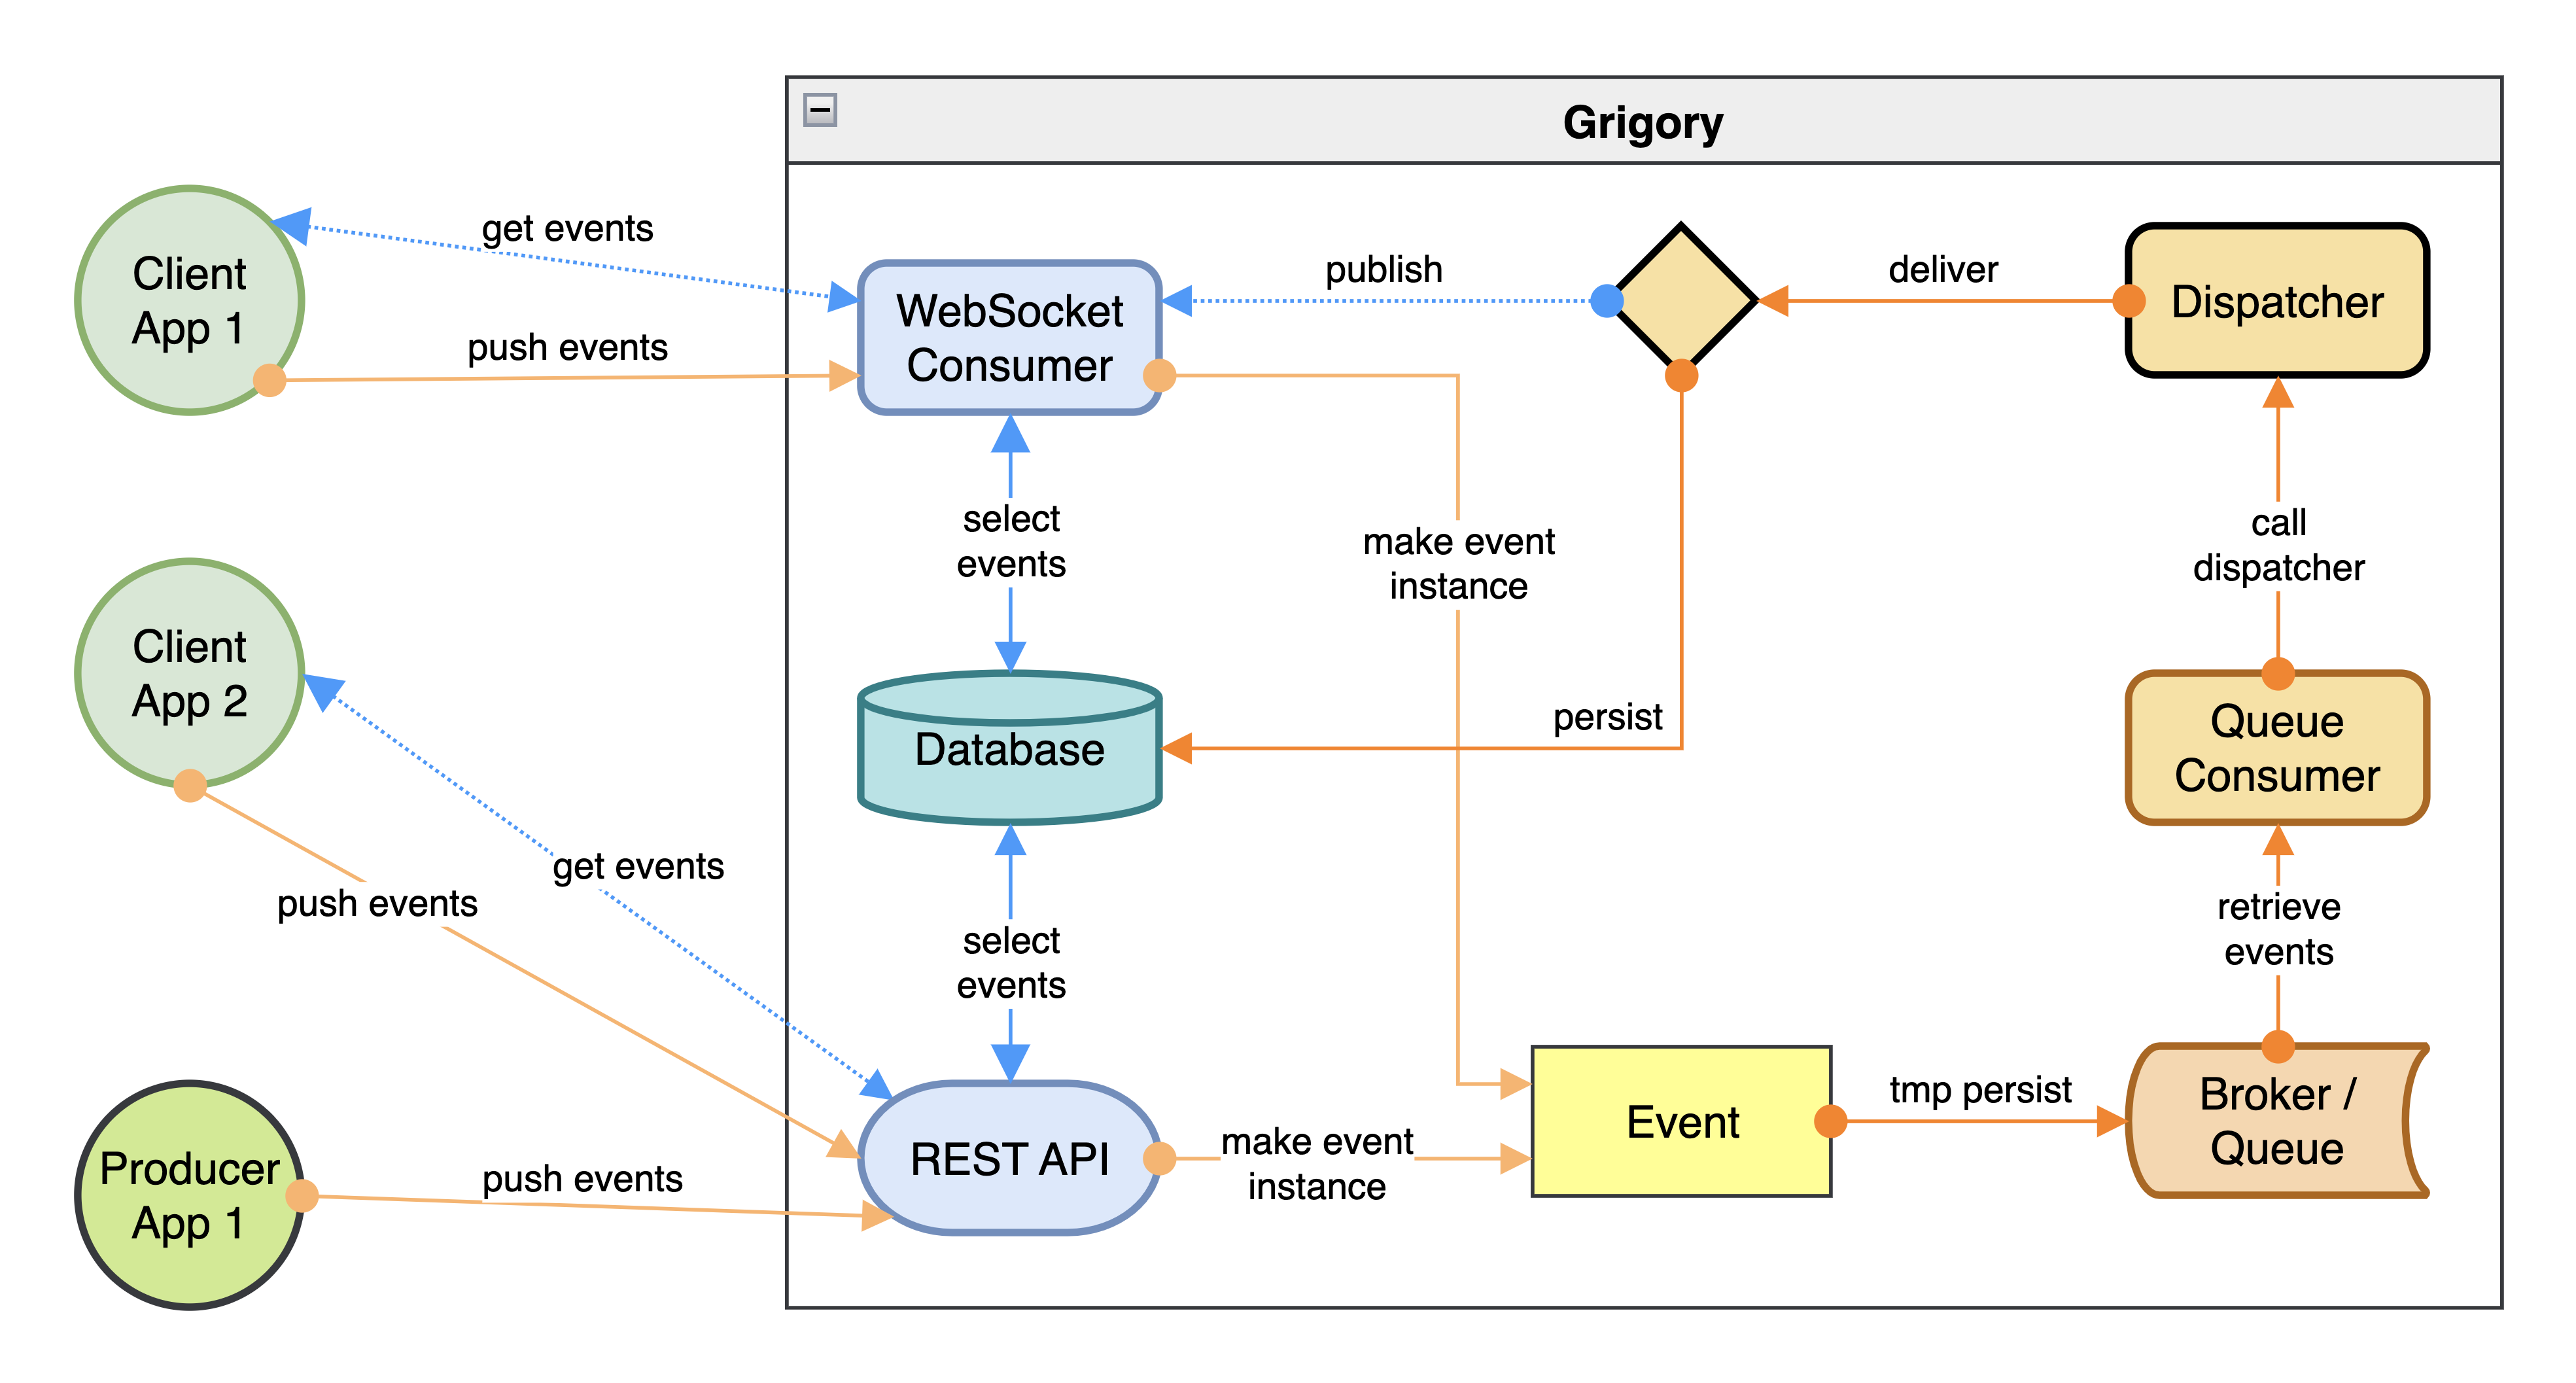 Grigory
Client
App 1
get events
push events
WebSocket
Consumer
publish
deliver
Dispatcher
select
events
make event
instance
call
dispatcher
Client
App 2
Database
persist
Queue
Consumer
get events
push events
select
events
retrieve
events
Producer
App 1
push events
REST API
make event
instance
Event
tmp persist
Broker /
Queue